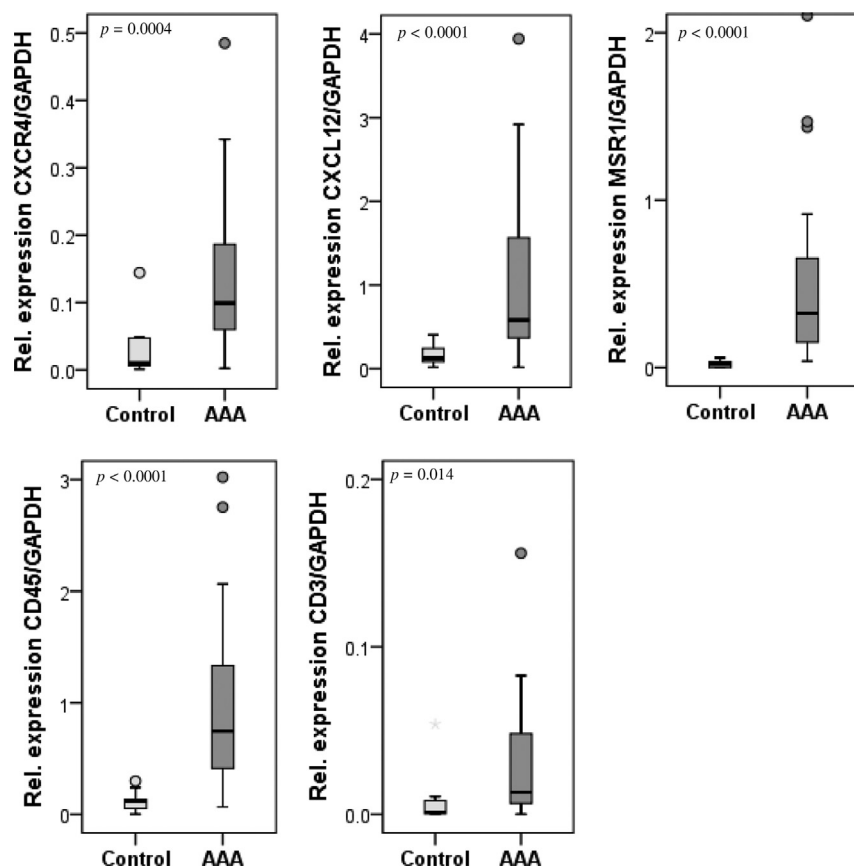 Rel. expression CXCR4/GAPDH
p = 0.0004
0.5
0.4
0.3
0.2
0.1
0.0
Control AAA
Rel. expression CXCL12/GAPDH
p < 0.0001
4
3
2
1
0
Control AAA
Rel. expression MSR1/GAPDH
p < 0.0001
2
1
0
Control AAA
Rel. expression CD45/GAPDH
p < 0.0001
3
2
1
0
Control AAA
Rel. expression CD3/GAPDH
p = 0.014
0.2
0.1
0.0
Control AAA